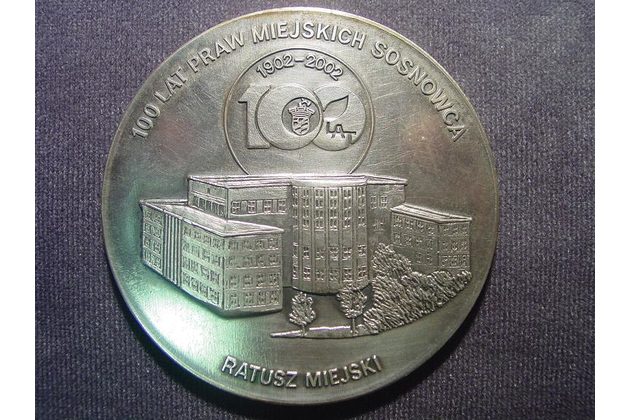 100 LAT PRAW MIEJSKICH SOSNOWCA
1902-2002
100
LAT
RATUSZ MIEJSKI